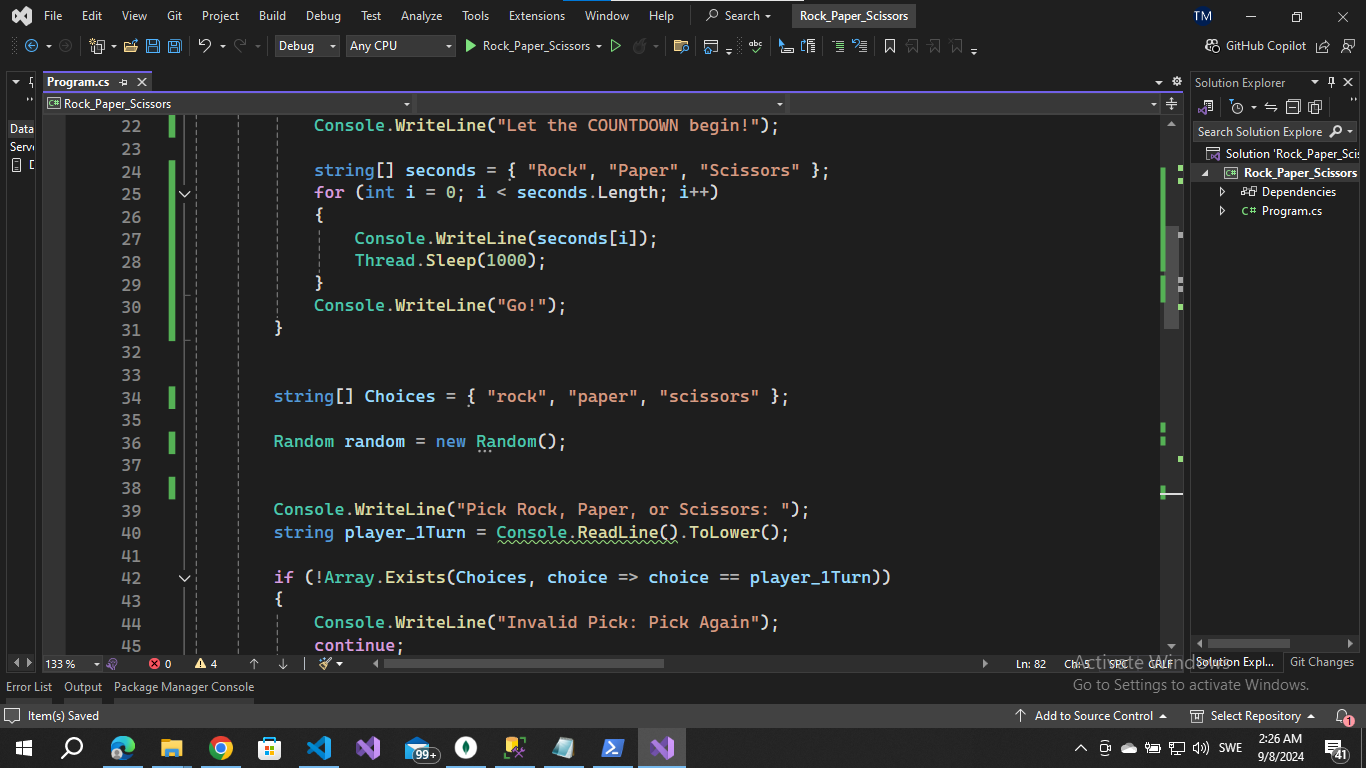 File Edit View Git Project Build Debug Test Analyze Tools Extensions Window Help Search Rock_Paper_Scissors TM
Debug Any CPU Rock_Paper_Scissors GitHub Copilot
Program.cs
Solution Explorer
C# Rock_Paper_Scissors
Data
Serv
Search Solution Explore
Solution 'Rock_Paper_Sci
C# Rock_Paper_Scissors
Dependencies
C# Program.cs
22 Console.WriteLine("Let the COUNTDOWN begin!");
23
24 string[] seconds = { "Rock", "Paper", "Scissors" };
25 for (int i = 0; i < seconds.Length; i++)
26 {
27 Console.WriteLine(seconds[i]);
28 Thread.Sleep(1000);
29 }
30 Console.WriteLine("Go!");
31 }
32
33
34 string[] Choices = { "rock", "paper", "scissors" };
35
36 Random random = new Random();
37
38
39 Console.WriteLine("Pick Rock, Paper, or Scissors: ");
40 string player_1Turn = Console.ReadLine().ToLower();
41
42 if (!Array.Exists(Choices, choice => choice == player_1Turn))
43 {
44 Console.WriteLine("Invalid Pick: Pick Again");
45 continue;
133 % 0 4 Ln: 82 Ch: 5 SPC CRLF
Solution Expl... Git Changes
Activate Windows
Go to Settings to activate Windows.
Error List Output Package Manager Console
Item(s) Saved Add to Source Control Select Repository 1
99+ SWE 2:26 AM
9/8/2024 41